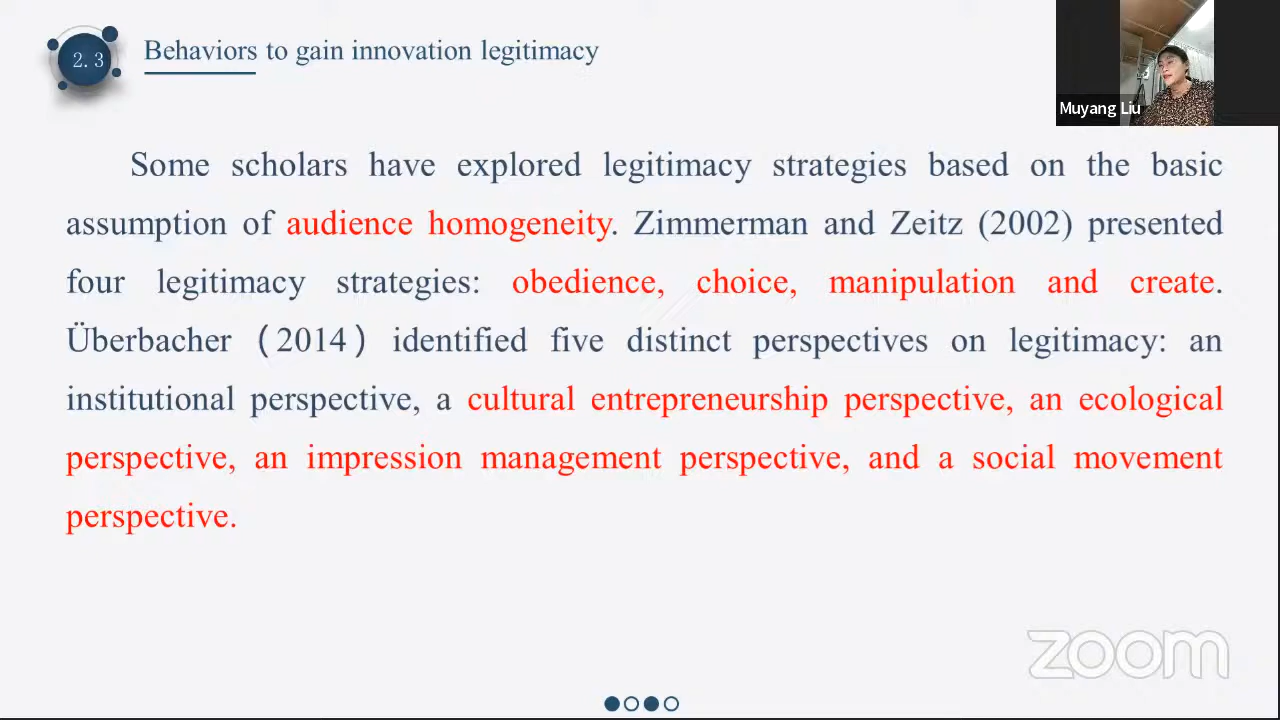 2.3
Behaviors to gain innovation legitimacy
Muyang Liu
Some scholars have explored legitimacy strategies based on the basic
assumption of audience homogeneity. Zimmerman and Zeitz (2002) presented
four legitimacy strategies: obedience, choice, manipulation and create.
Überbacher（2014）identified five distinct perspectives on legitimacy: an
institutional perspective, a cultural entrepreneurship perspective, an ecological
perspective, an impression management perspective, and a social movement
perspective.
zoom